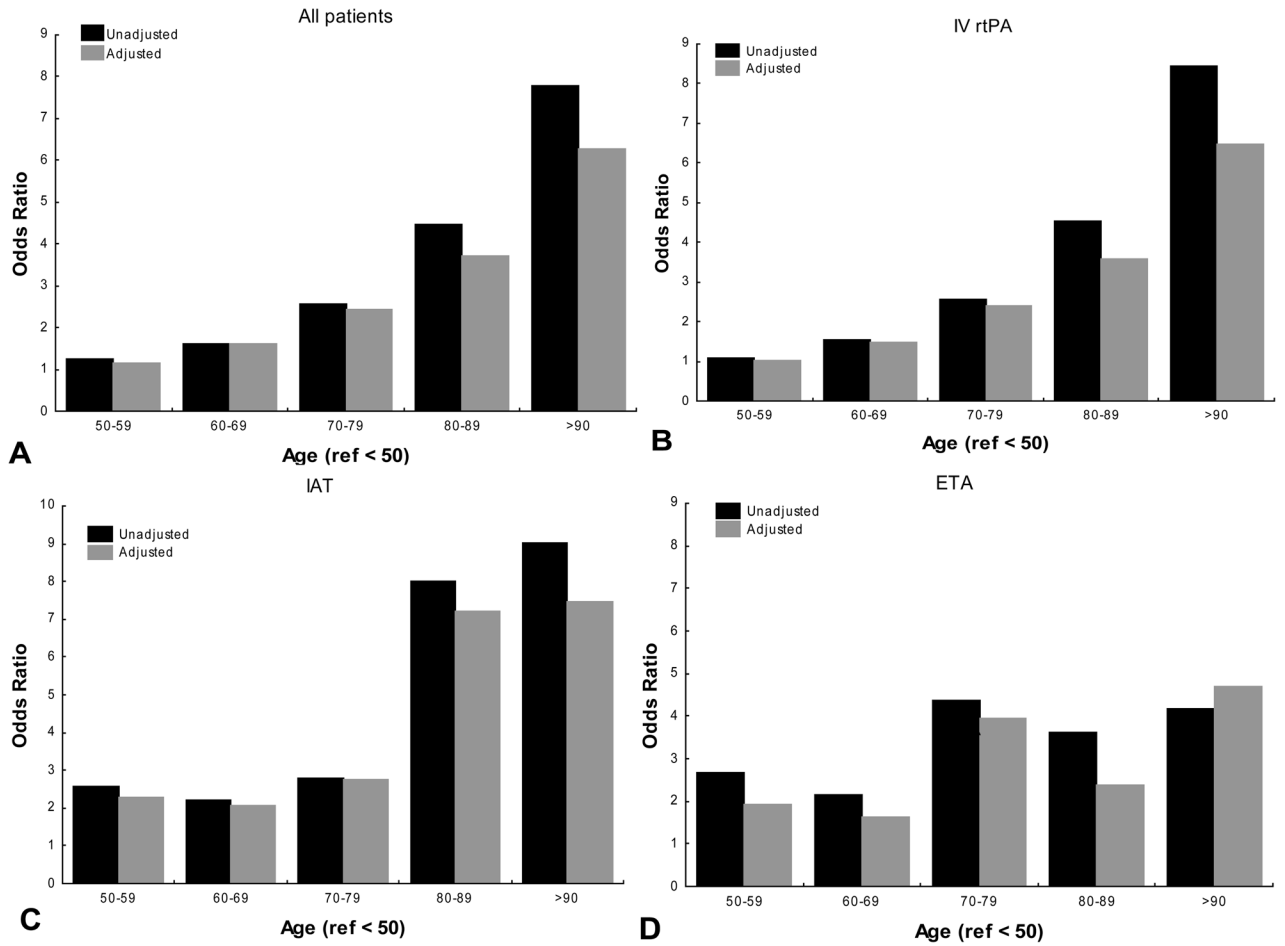 All patients
Unadjusted
Adjusted
9
8
7
6
5
4
3
2
1
0
Odds Ratio
50-59 60-69 70-79 80-89 >90
Age (ref < 50)
A
IV rtPA
Unadjusted
Adjusted
9
8
7
6
5
4
3
2
1
0
Odds Ratio
50-59 60-69 70-79 80-89 >90
Age (ref < 50)
B
IAT
Unadjusted
Adjusted
10
9
8
7
6
5
4
3
2
1
0
Odds Ratio
50-59 60-69 70-79 80-89 >90
Age (ref < 50)
C
ETA
Unadjusted
Adjusted
9
8
7
6
5
4
3
2
1
0
Odds Ratio
50-59 60-69 70-79 80-89 >90
Age (ref < 50)
D